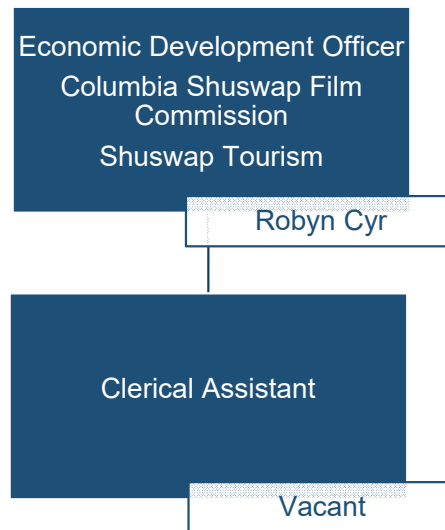 Economic Development Officer
Columbia Shuswap Film
Commission
Shuswap Tourism
Robyn Cyr
Clerical Assistant
Vacant